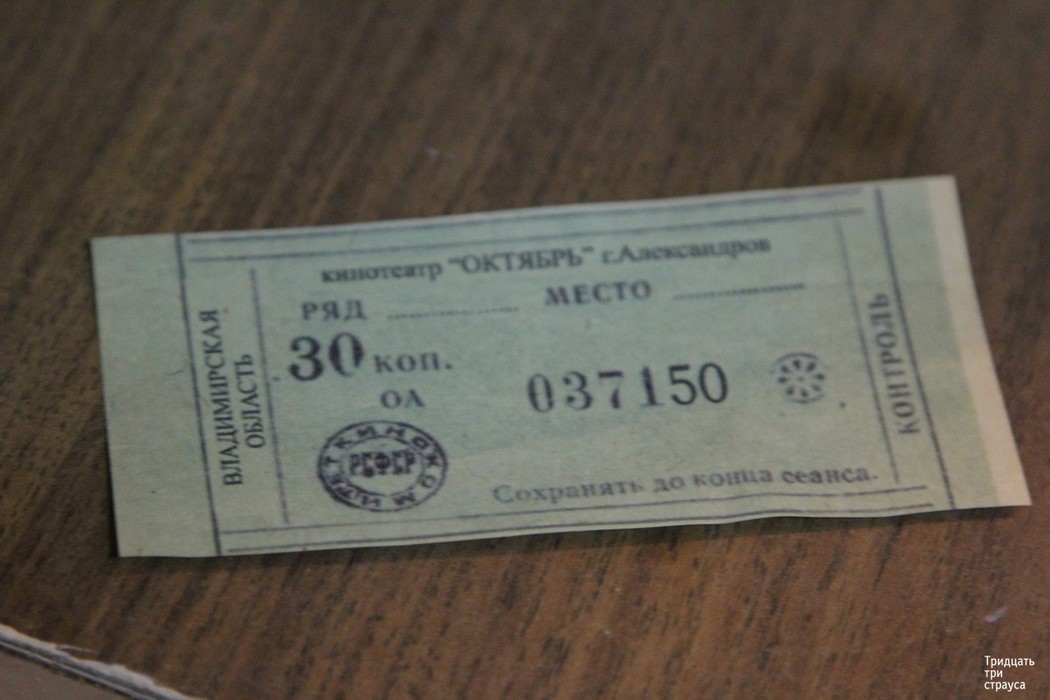 кинотеатр "ОКТЯБРЬ" г.Александров
РЯД .............. МЕСТО ..............
30 коп.
ОА
037150
КИНОКОМИТЕТ
РСФСР
Сохранять до конца сеанса.
ВЛАДИМИРСКАЯ
ОБЛАСТЬ
КОНТРОЛЬ
Тридцать
три
страуса